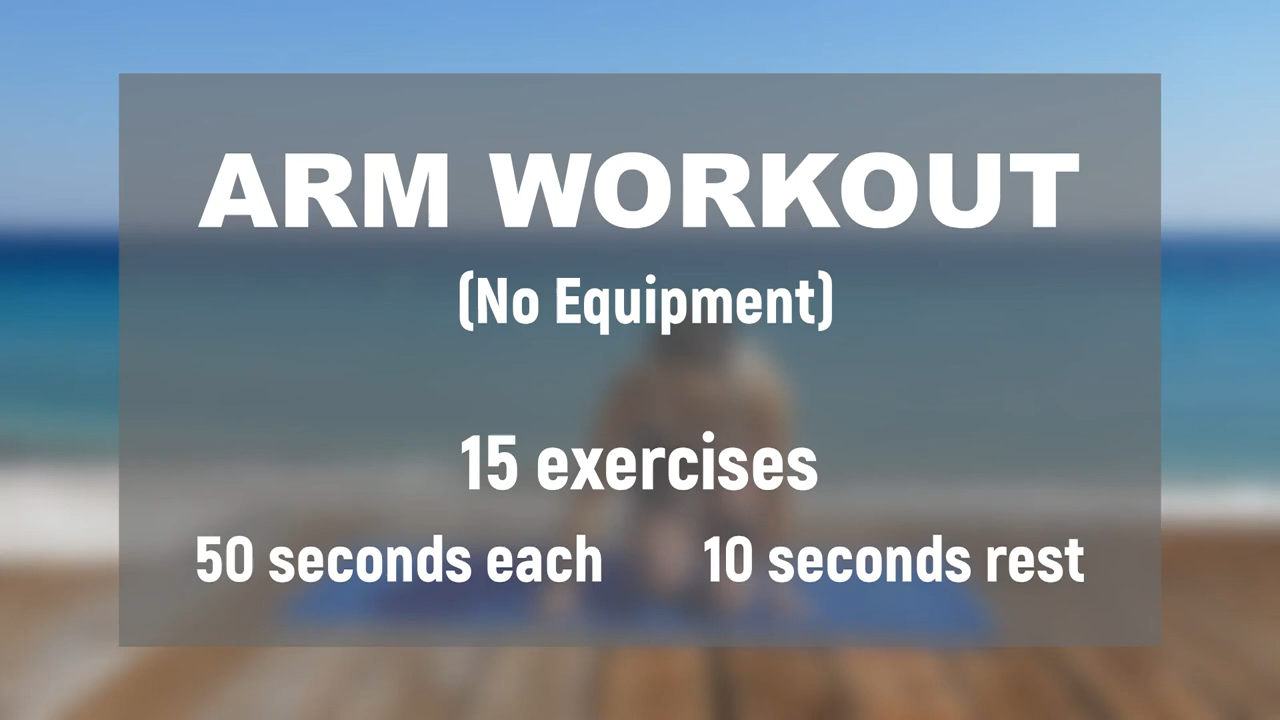 ARM WORKOUT
(No Equipment)
15 exercises
50 seconds each 10 seconds rest